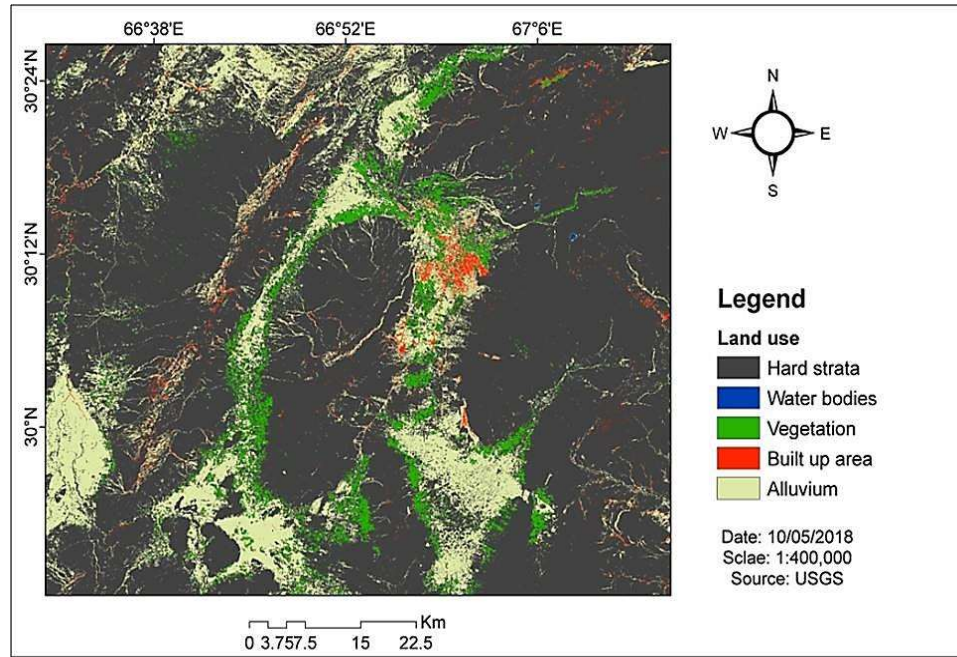 66°38'E 66°52'E 67°6'E
30°24'N
30°12'N
30°N
N
W E
S
Legend
Land use
Hard strata
Water bodies
Vegetation
Built up area
Alluvium
Date: 10/05/2018
Sclae: 1:400,000
Source: USGS
Km
0 3.757.5 15 22.5